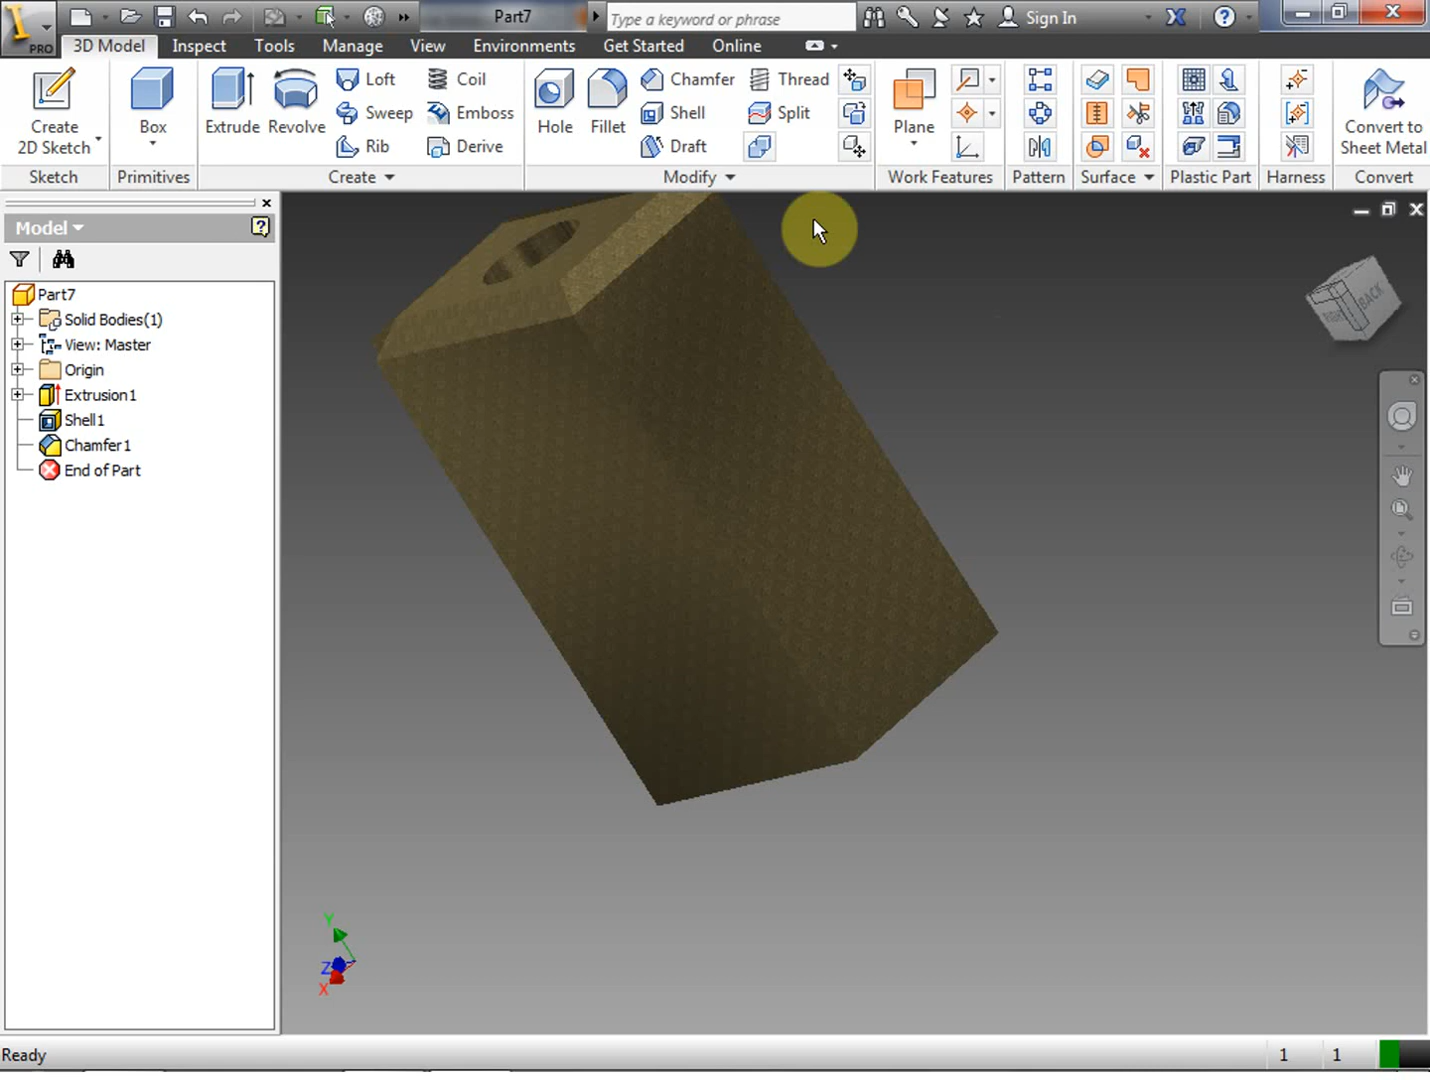 PRO
Part7
Type a keyword or phrase
Sign In
3D Model Inspect Tools Manage View Environments Get Started Online
Create 2D Sketch
Box
Extrude
Revolve
Loft
Sweep
Rib
Coil
Emboss
Derive
Hole
Fillet
Chamfer
Shell
Draft
Thread
Split
Plane
Convert to Sheet Metal
Sketch Primitives Create Modify Work Features Pattern Surface Plastic Part Harness Convert
Model
Part7
Solid Bodies(1)
View: Master
Origin
Extrusion1
Shell1
Chamfer1
End of Part
BACK
Y
Z
X
Ready
1 1